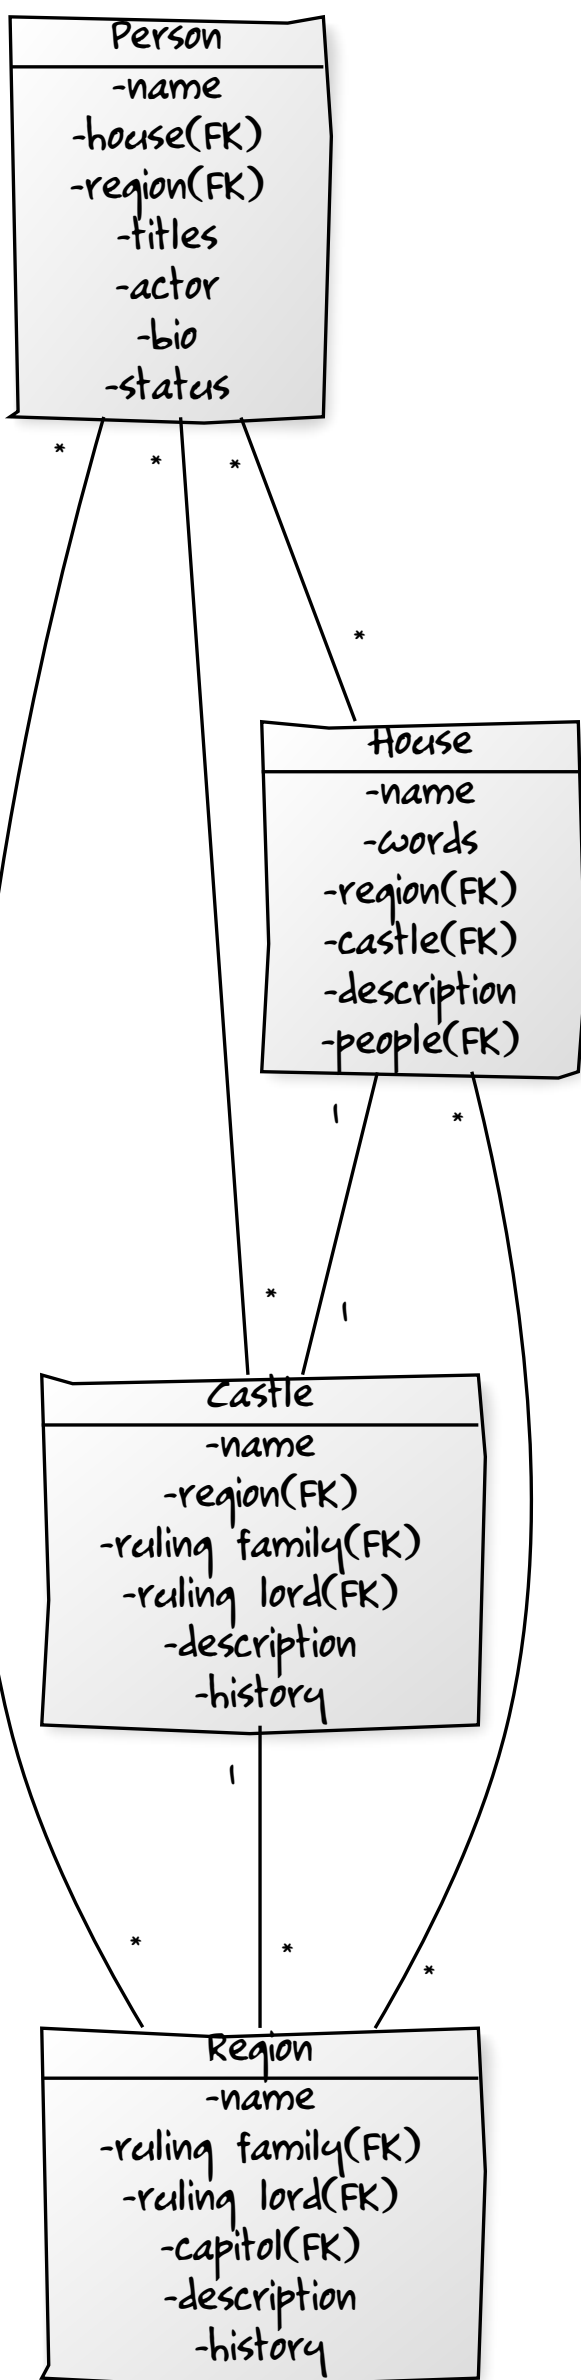 Person
-name
-house(FK)
-region(FK)
-titles
-actor
-bio
-status
* * *
*
House
-name
-words
-region(FK)
-castle(FK)
-description
-people(FK)
1 *
* 1
Castle
-name
-region(FK)
-ruling family(FK)
-ruling lord(FK)
-description
-history
1
* * *
Region
-name
-ruling family(FK)
-ruling lord(FK)
-capitol(FK)
-description
-history